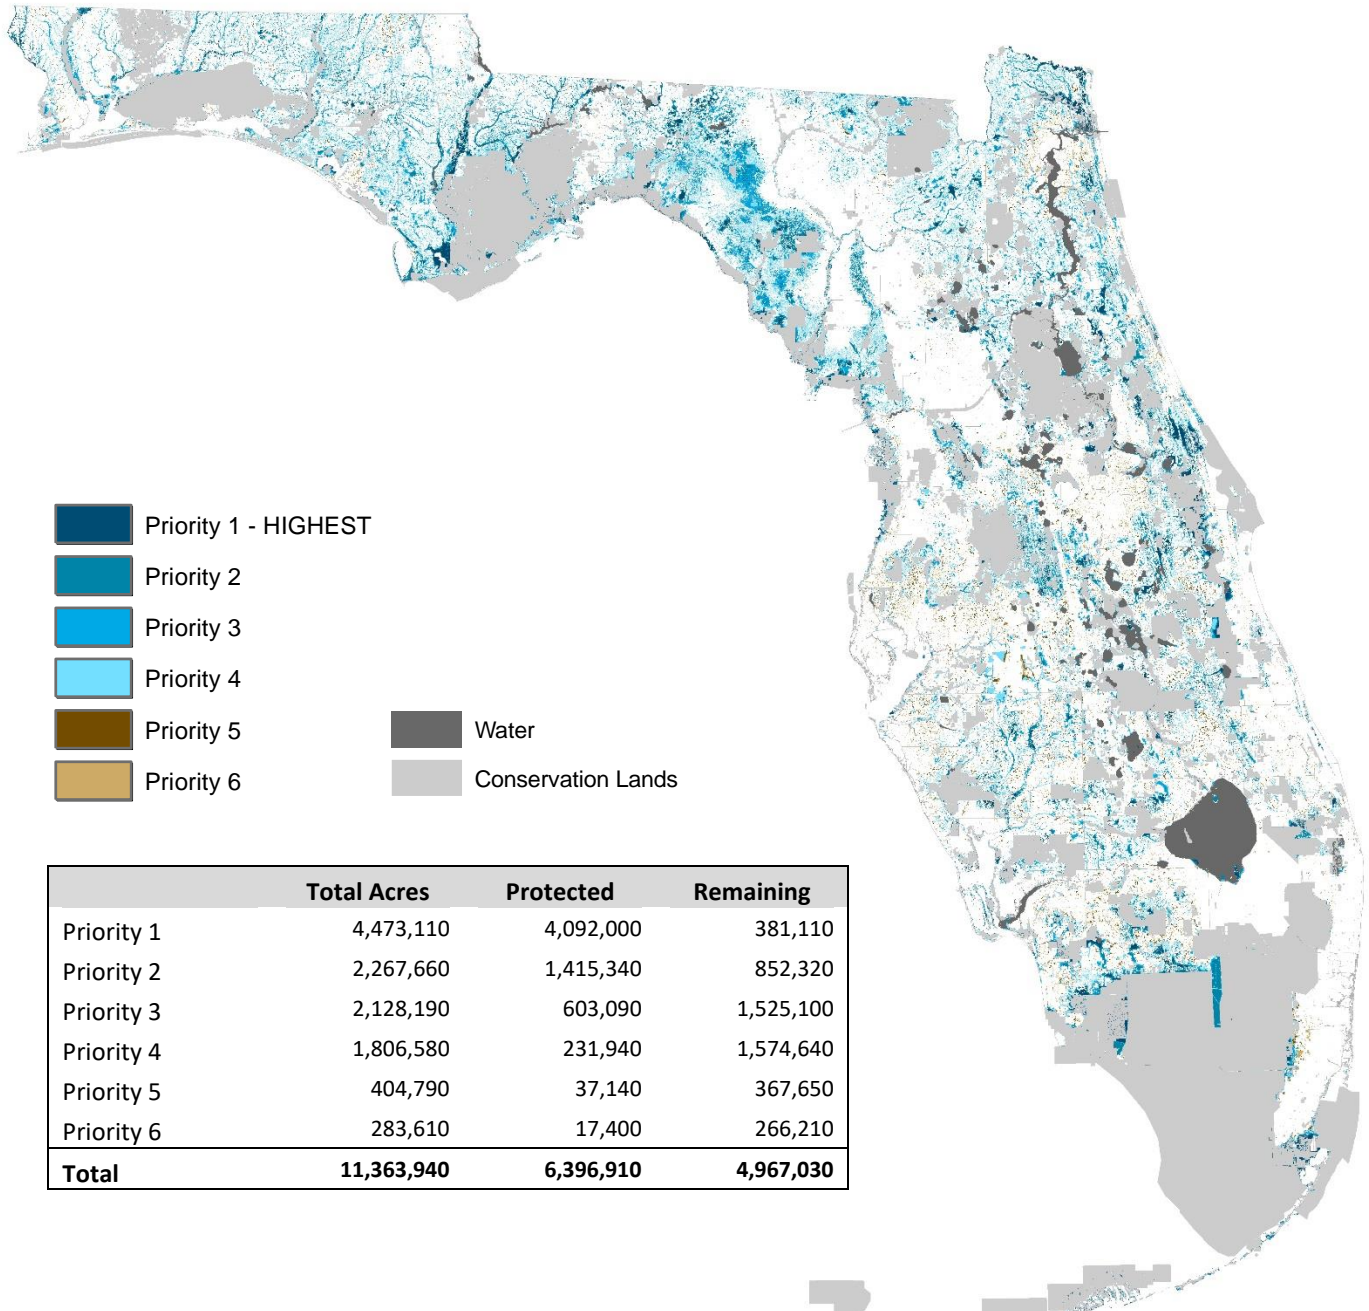 Priority 1 - HIGHEST
Priority 2
Priority 3
Priority 4
Priority 5
Priority 6
Water
Conservation Lands
Total Acres Protected Remaining
Priority 1 4,473,110 4,092,000 381,110
Priority 2 2,267,660 1,415,340 852,320
Priority 3 2,128,190 603,090 1,525,100
Priority 4 1,806,580 231,940 1,574,640
Priority 5 404,790 37,140 367,650
Priority 6 283,610 17,400 266,210
Total 11,363,940 6,396,910 4,967,030